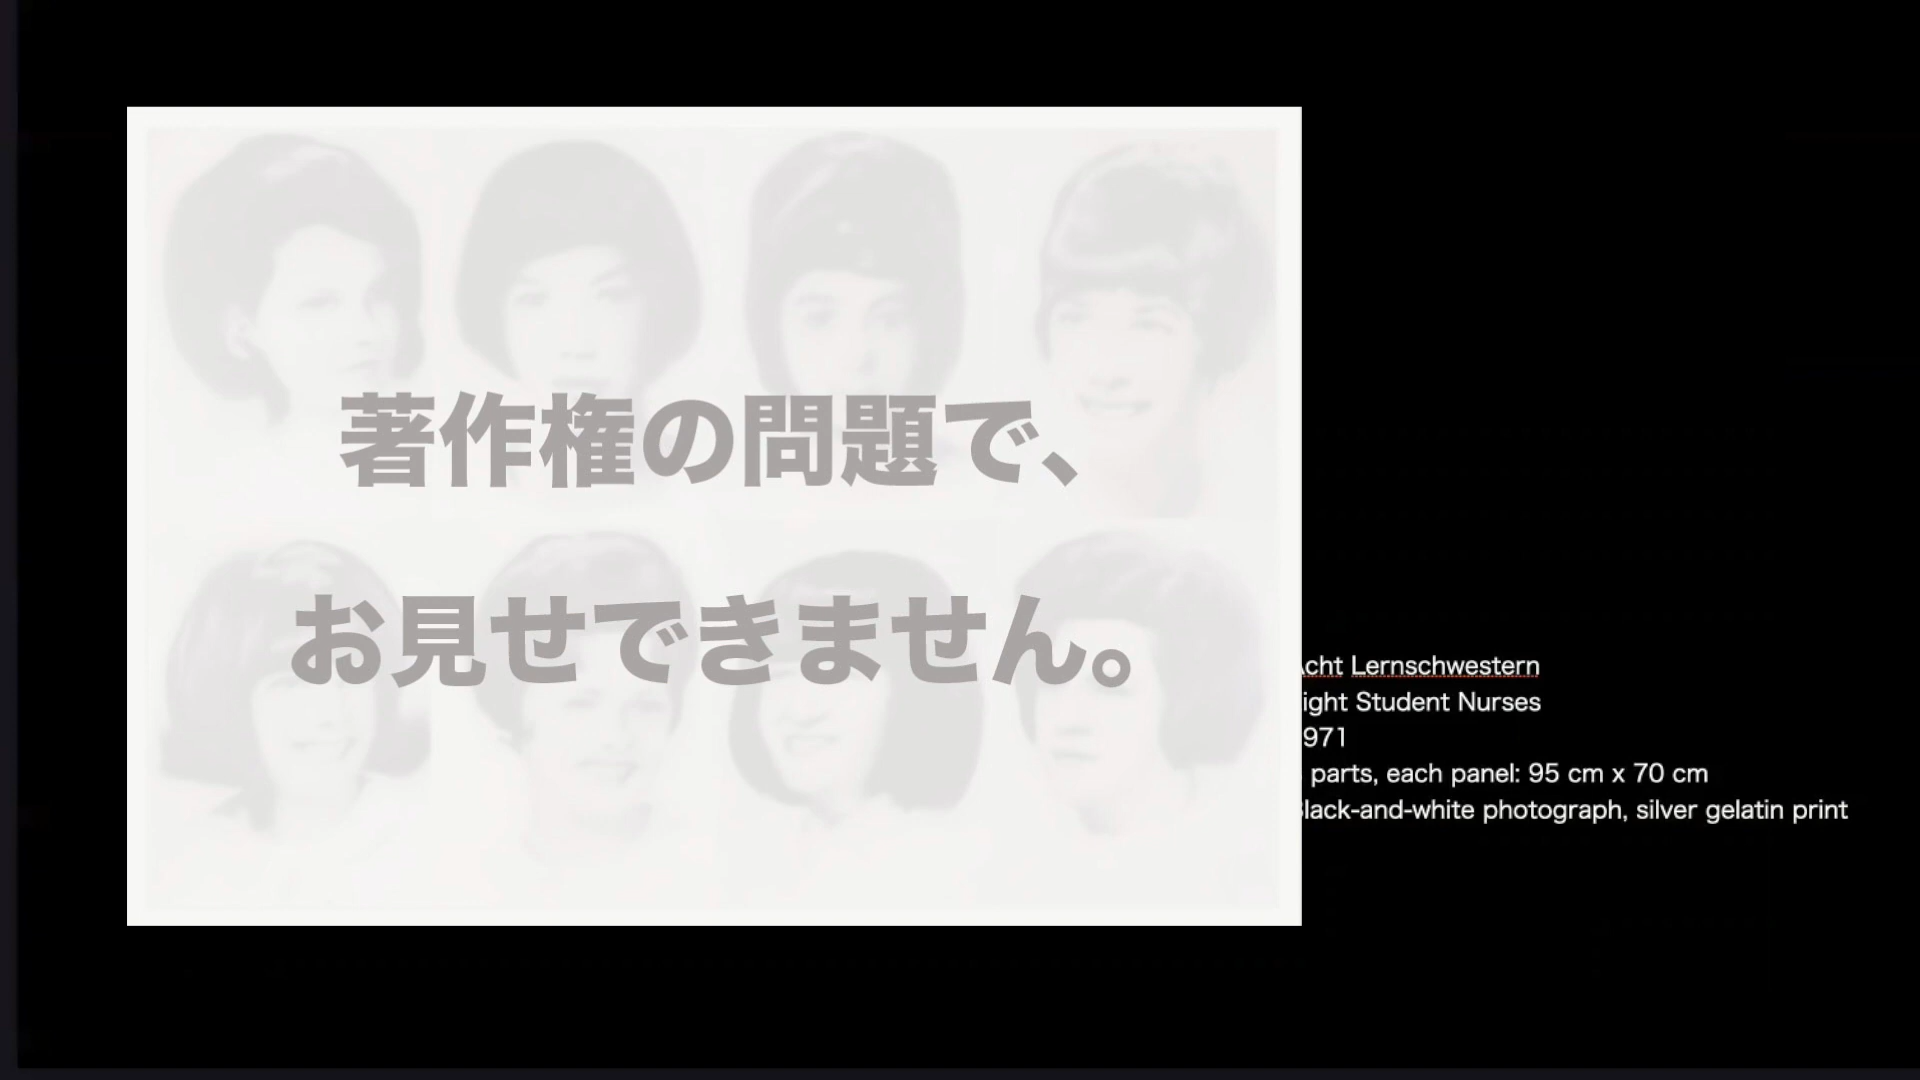 著作権の問題で、
お見せできません。
cht Lernschwestern
ight Student Nurses
971
parts, each panel: 95 cm x 70 cm
lack-and-white photograph, silver gelatin print